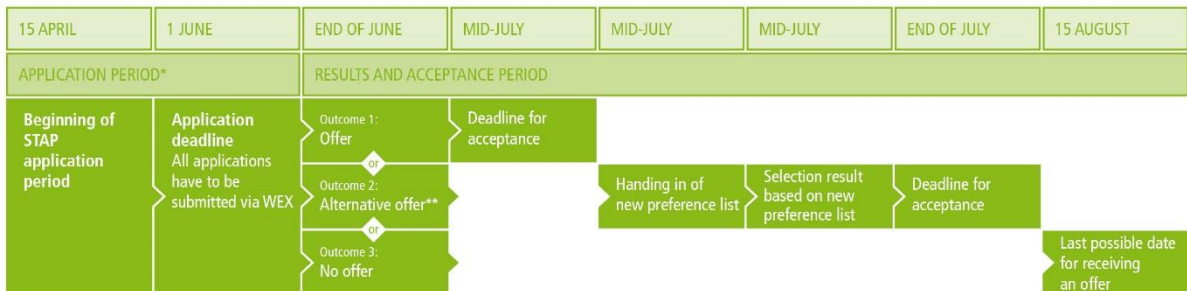 15 APRIL
1 JUNE
END OF JUNE
MID-JULY
MID-JULY
MID-JULY
END OF JULY
15 AUGUST
APPLICATION PERIOD*
RESULTS AND ACCEPTANCE PERIOD
Beginning of
STAP
application
period
Application
deadline
All applications
have to be
submitted via WEX
Outcome 1:
Offer
or
Outcome 2:
Alternative offer**
or
Outcome 3:
No offer
Deadline for
acceptance
Handing in of
new preference list
Selection result
based on new
preference list
Deadline for
acceptance
Last possible date
for receiving
an offer